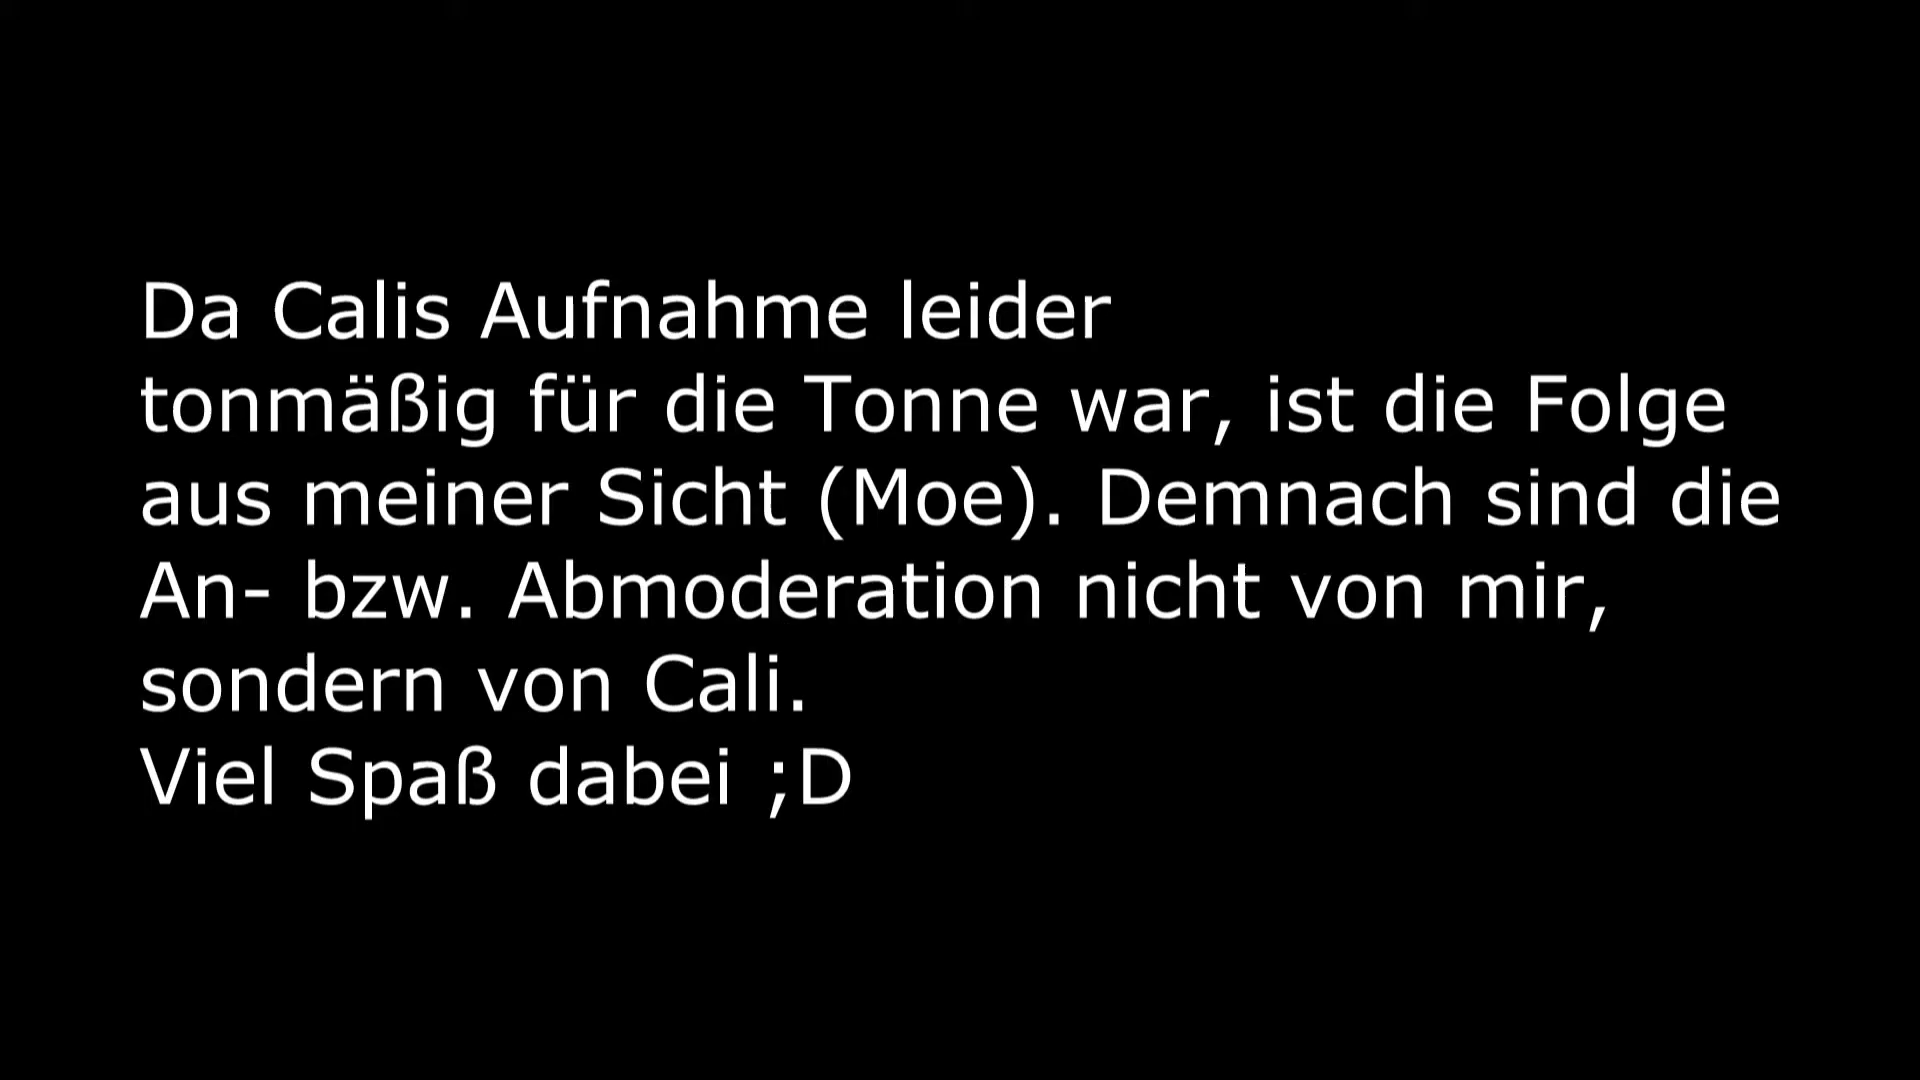 Da Calis Aufnahme leider
tonmäßig für die Tonne war, ist die Folge
aus meiner Sicht (Moe). Demnach sind die
An- bzw. Abmoderation nicht von mir,
sondern von Cali.
Viel Spaß dabei ;D